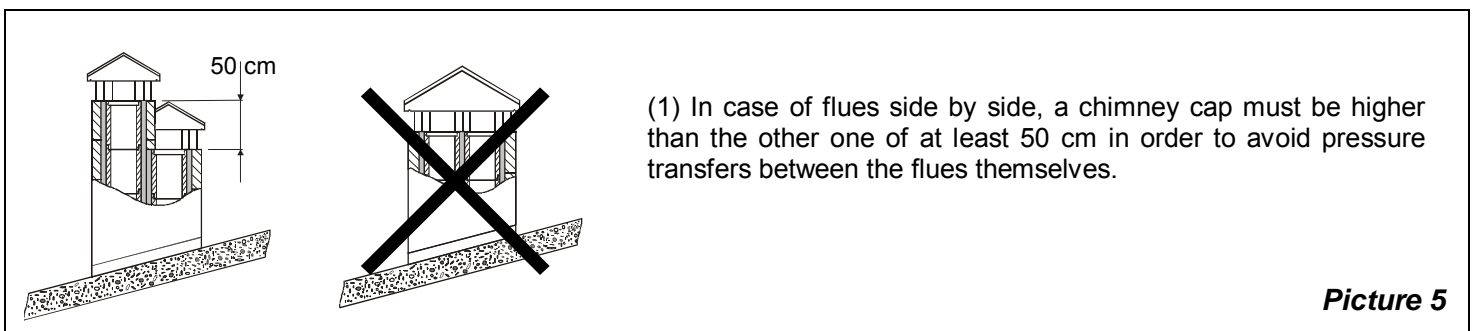 50 cm
(1) In case of flues side by side, a chimney cap must be higher
than the other one of at least 50 cm in order to avoid pressure
transfers between the flues themselves.
Picture 5